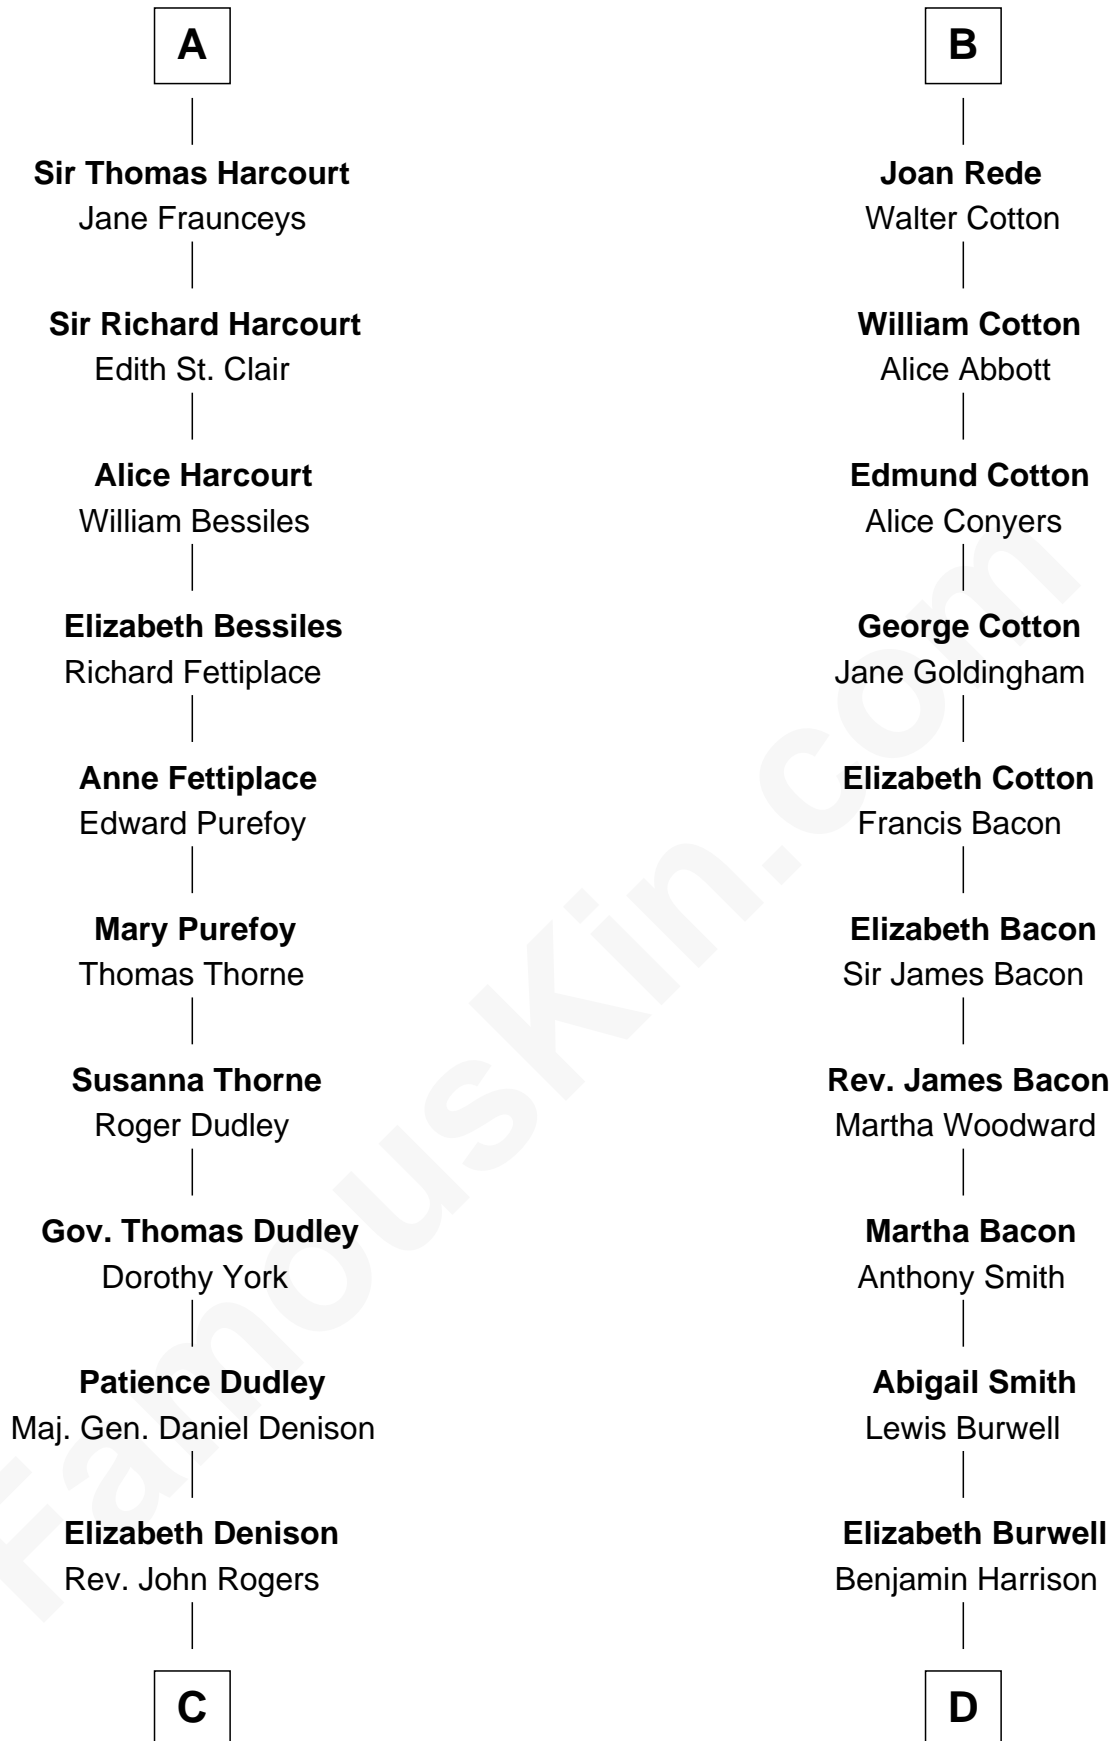 A
Sir Thomas Harcourt
Jane Fraunceys
Sir Richard Harcourt
Edith St. Clair
Alice Harcourt
William Bessiles
Elizabeth Bessiles
Richard Fettiplace
Anne Fettiplace
Edward Purefoy
Mary Purefoy
Thomas Thorne
Susanna Thorne
Roger Dudley
Gov. Thomas Dudley
Dorothy York
Patience Dudley
Maj. Gen. Daniel Denison
Elizabeth Denison
Rev. John Rogers
C
B
Joan Rede
Walter Cotton
William Cotton
Alice Abbott
Edmund Cotton
Alice Conyers
George Cotton
Jane Goldingham
Elizabeth Cotton
Francis Bacon
Elizabeth Bacon
Sir James Bacon
Rev. James Bacon
Martha Woodward
Martha Bacon
Anthony Smith
Abigail Smith
Lewis Burwell
Elizabeth Burwell
Benjamin Harrison
D
FamousKin.com